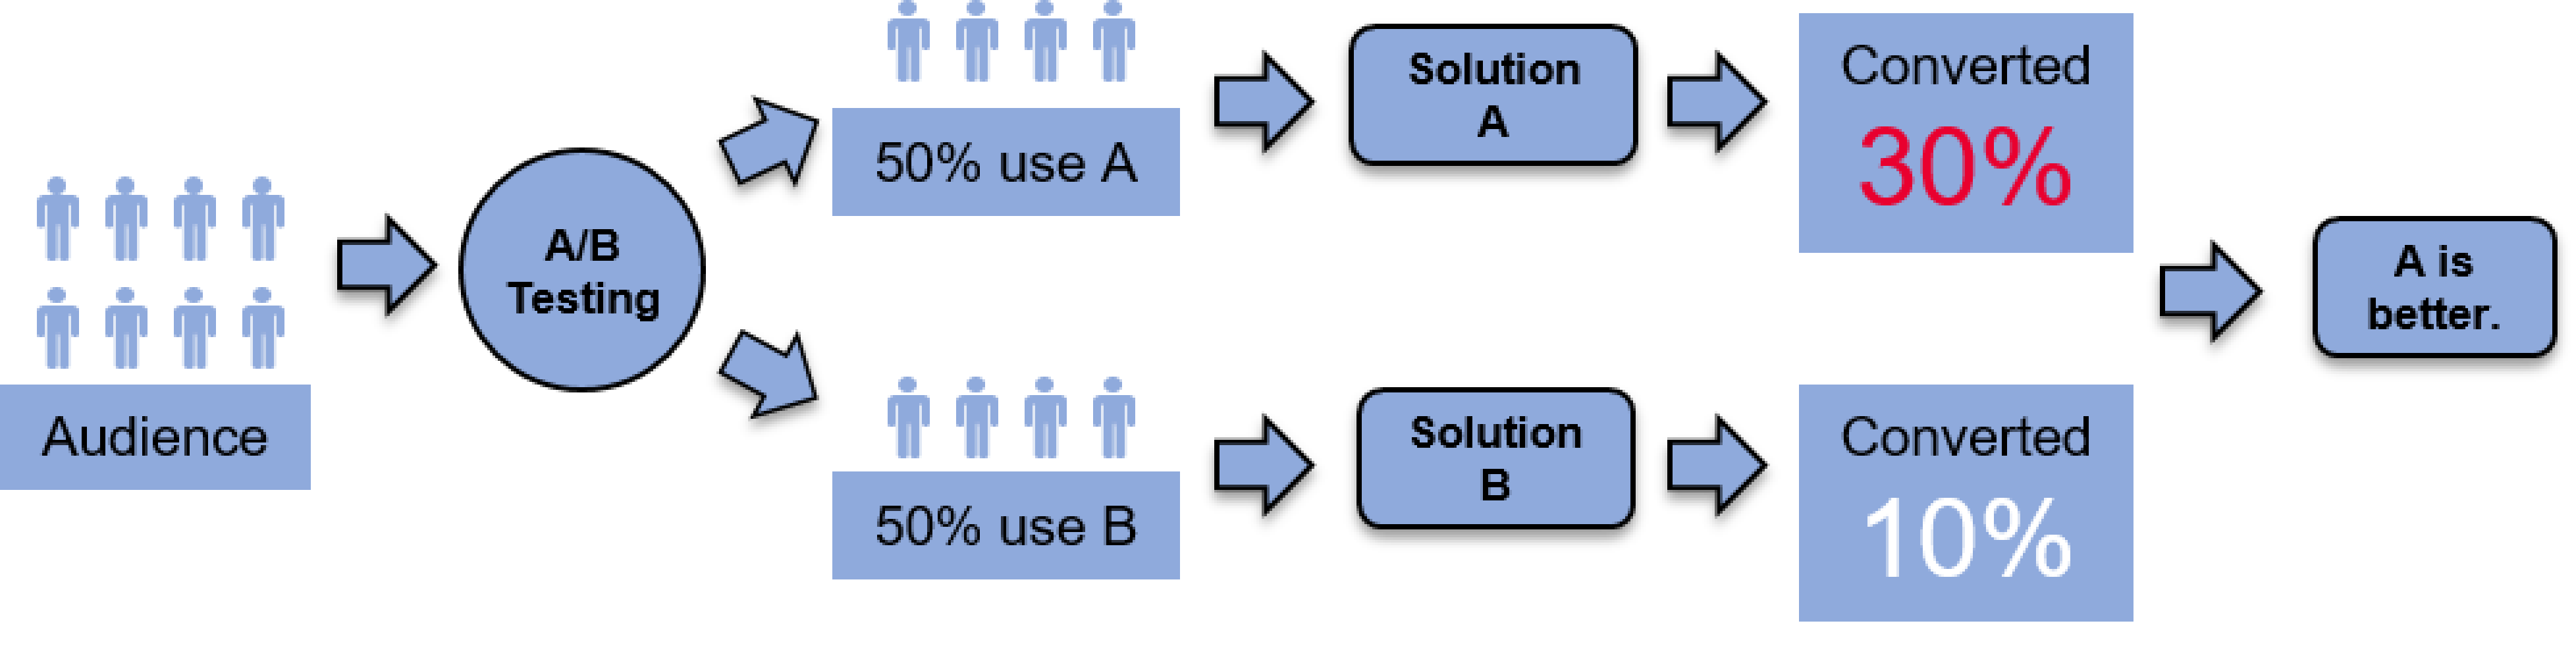 Audience
A/B
Testing
50% use A
Solution
A
Converted
30%
50% use B
Solution
B
Converted
10%
A is
better.